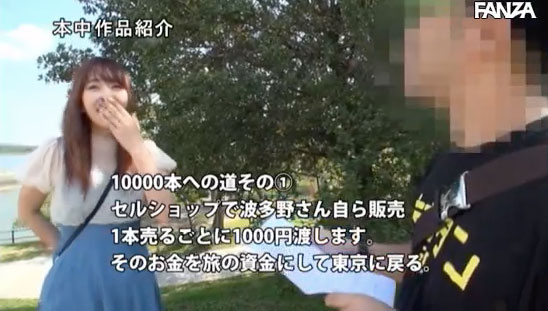 FANZA
本中作品紹介
10000本への道その①
セルショップで波多野さん自ら販売
1本売るごとに1000円渡します。
そのお金を旅の資金にして東京に戻る。